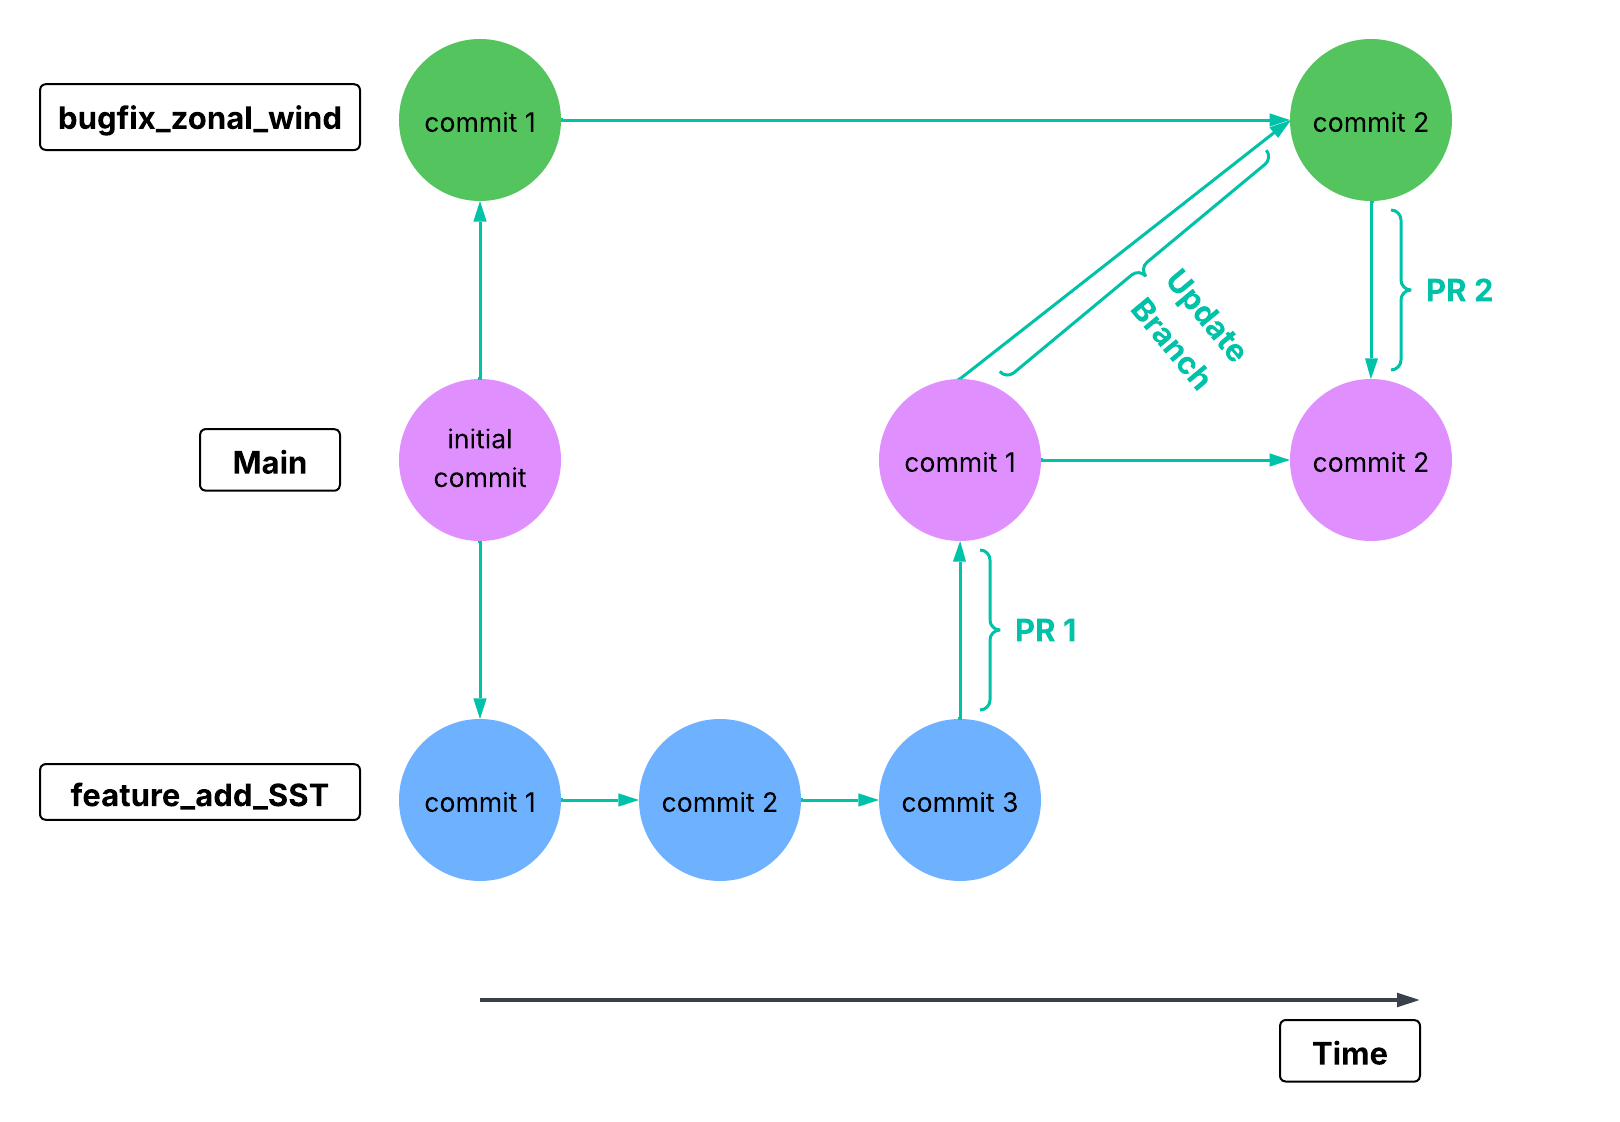 bugfix_zonal_wind
commit 1
commit 2
Update
Branch
PR 2
Main
initial
commit
commit 1
commit 2
PR 1
feature_add_SST
commit 1
commit 2
commit 3
Time